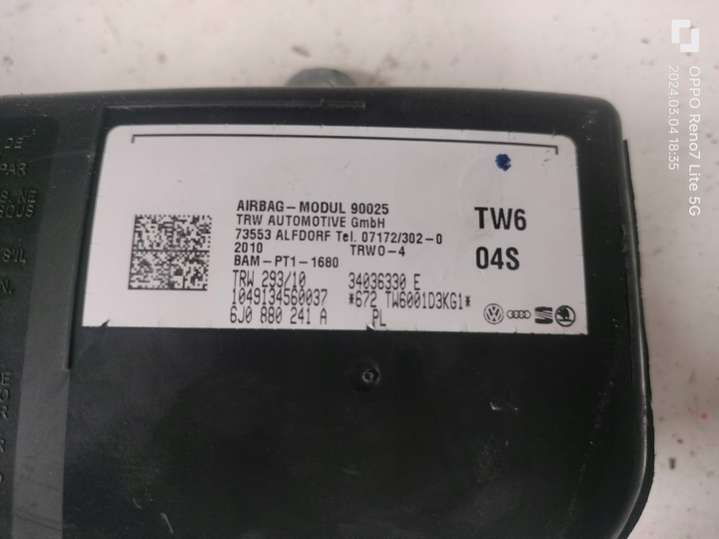 DE
PAR
AIRBAG-MODUL 90025
TRW AUTOMOTIVE GmbH
73553 ALFDORF Tel. 07172/302-0
2010 TRWO-4
BAM-PT1-1680
TRW 293/10 34036330 E
1049134560037 *672 TW6001D3KG1*
6J0 880 241 A PL
TW6
04S
OPPO Reno7 Lite 5G
2024.03.04 18:35